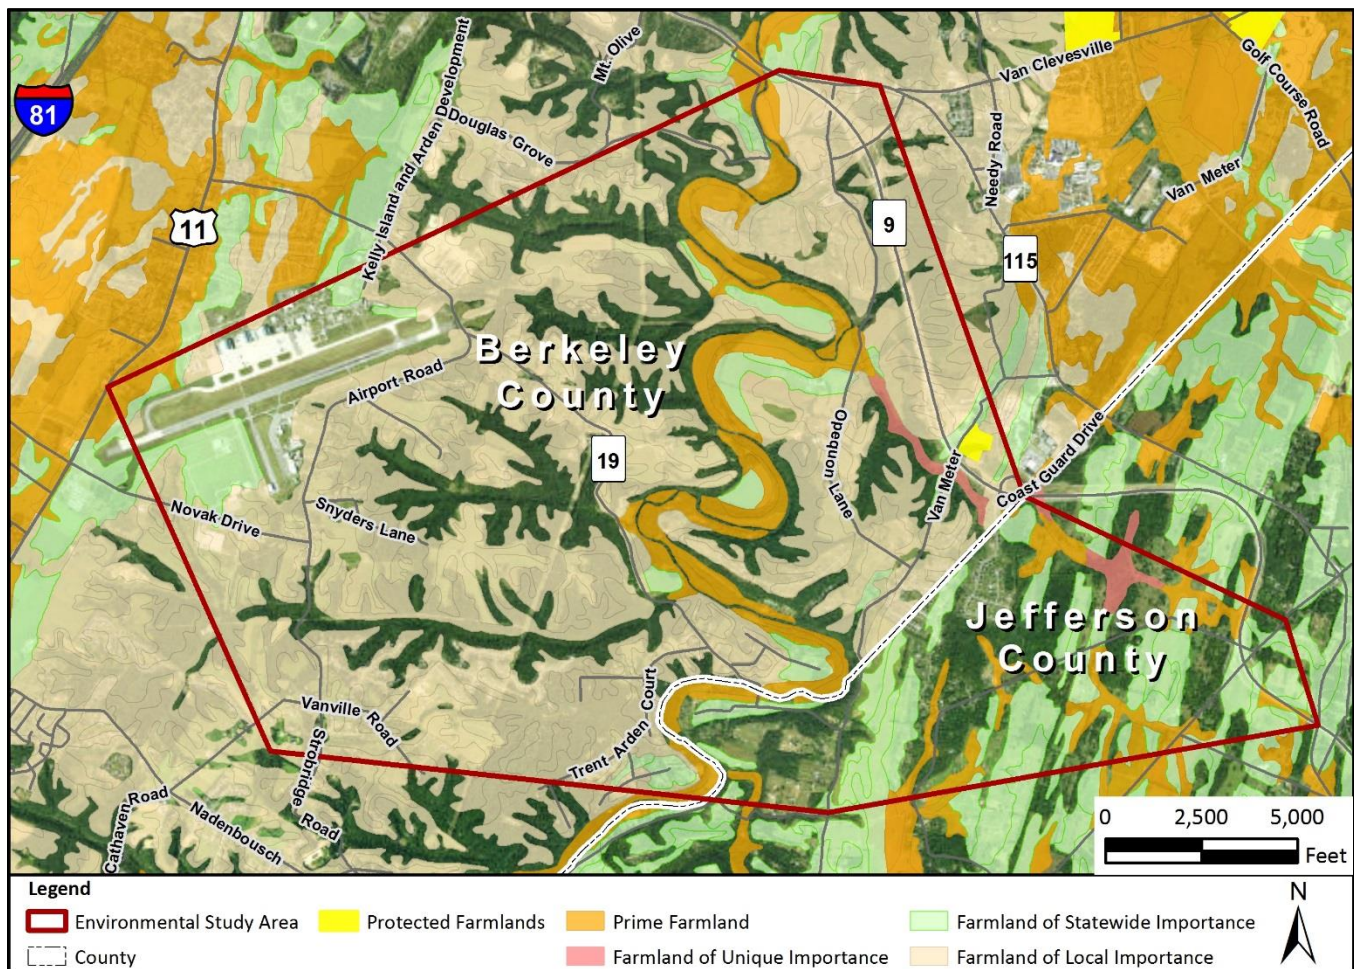 81
11
Kelly Island and Arden Development
Mt. Olive
Douglas Grove
Van Clevesville
Golf Course Road
Needy Road
Van Meter
9
115
Berkeley
County
Airport Road
19
Opequon Lane
Van Meter
Coast Guard Drive
Novak Drive
Snyders Lane
Jefferson
County
Vanville Road
Strobridge Road
Trent Arden Court
Cathaven Road
Nadenbousch
0 2,500 5,000
Feet
Legend
Environmental Study Area
Protected Farmlands
Prime Farmland
Farmland of Statewide Importance
County
Farmland of Unique Importance
Farmland of Local Importance
N